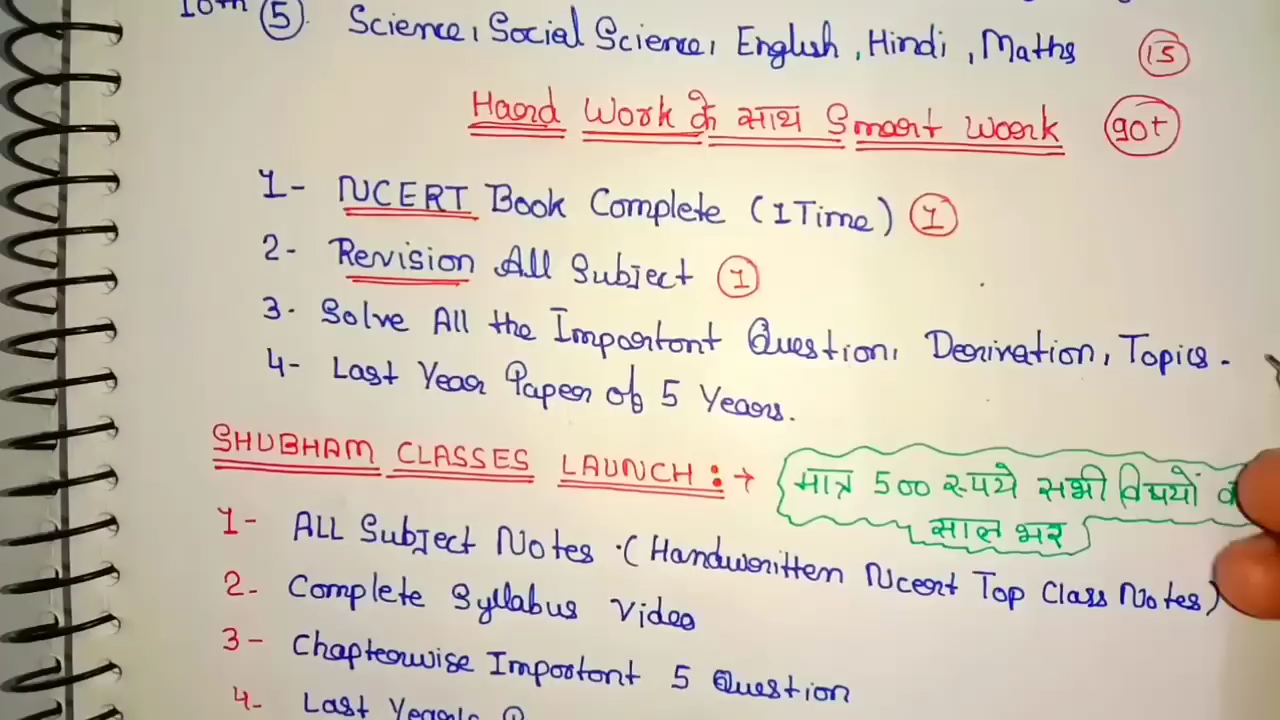 10th 5 Science, Social Science, English, Hindi, Maths 15
Hard Work के साथ Smart Work 90+
1- NCERT Book Complete (1 Time) 1
2- Revision All Subject 1
3. Solve All the Important Question, Derivation, Topics.
4- Last Year Paper of 5 Years.
SHUBHAM CLASSES LAUNCH :→ मात्र 500 रुपये सभी विषयों
साल भर
1- ALL Subject Notes .(Handwritten Ncert Top Class Notes)
2- Complete Syllabus Video
3- Chapterwise Important 5 Question
4- Last